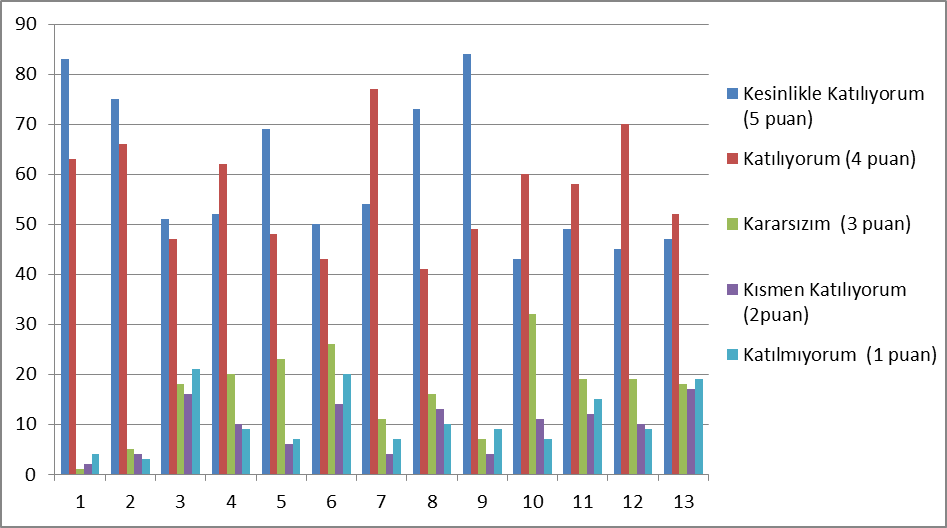 90
80
70
60
50
40
30
20
10
0
1 2 3 4 5 6 7 8 9 10 11 12 13
Kesinlikle Katılıyorum
(5 puan)
Katılıyorum (4 puan)
Kararsızım  (3 puan)
Kısmen Katılıyorum
(2puan)
Katılmıyorum  (1 puan)